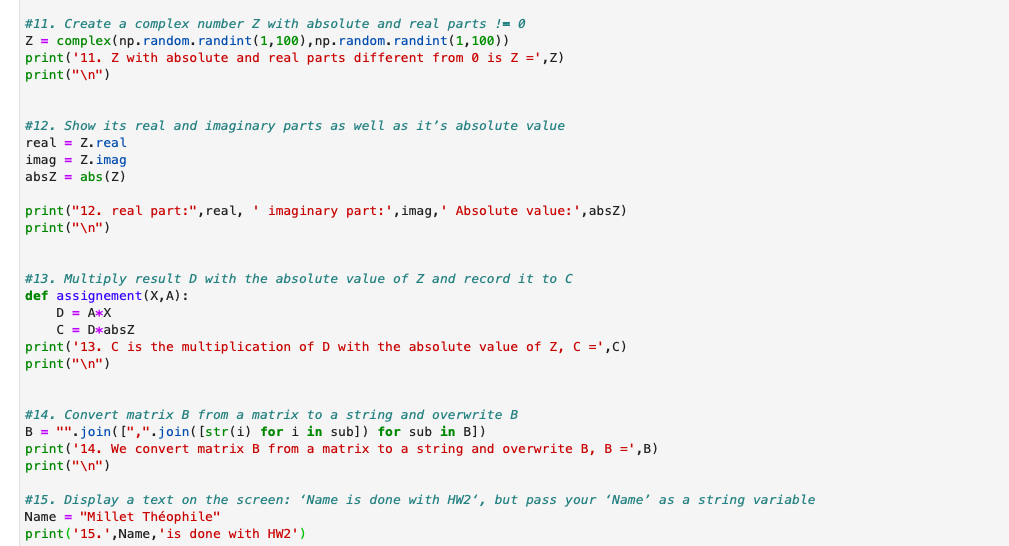 #11. Create a complex number Z with absolute and real parts != 0
Z = complex(np.random.randint(1,100),np.random.randint(1,100))
print('11. Z with absolute and real parts different from 0 is Z =',Z)
print("\n")
#12. Show its real and imaginary parts as well as it’s absolute value
real = Z.real
imag = Z.imag
absZ = abs(Z)
print("12. real part:",real, ' imaginary part:',imag,' Absolute value:',absZ)
print("\n")
#13. Multiply result D with the absolute value of Z and record it to C
def assignement(X,A):
    D = A*X
    C = D*absZ
print('13. C is the multiplication of D with the absolute value of Z, C =',C)
print("\n")
#14. Convert matrix B from a matrix to a string and overwrite B
B = "".join([",".join([str(i) for i in sub]) for sub in B])
print('14. We convert matrix B from a matrix to a string and overwrite B, B =',B)
print("\n")
#15. Display a text on the screen: ‘Name is done with HW2‘, but pass your ‘Name’ as a string variable
Name = "Millet Théophile"
print('15.',Name,'is done with HW2')